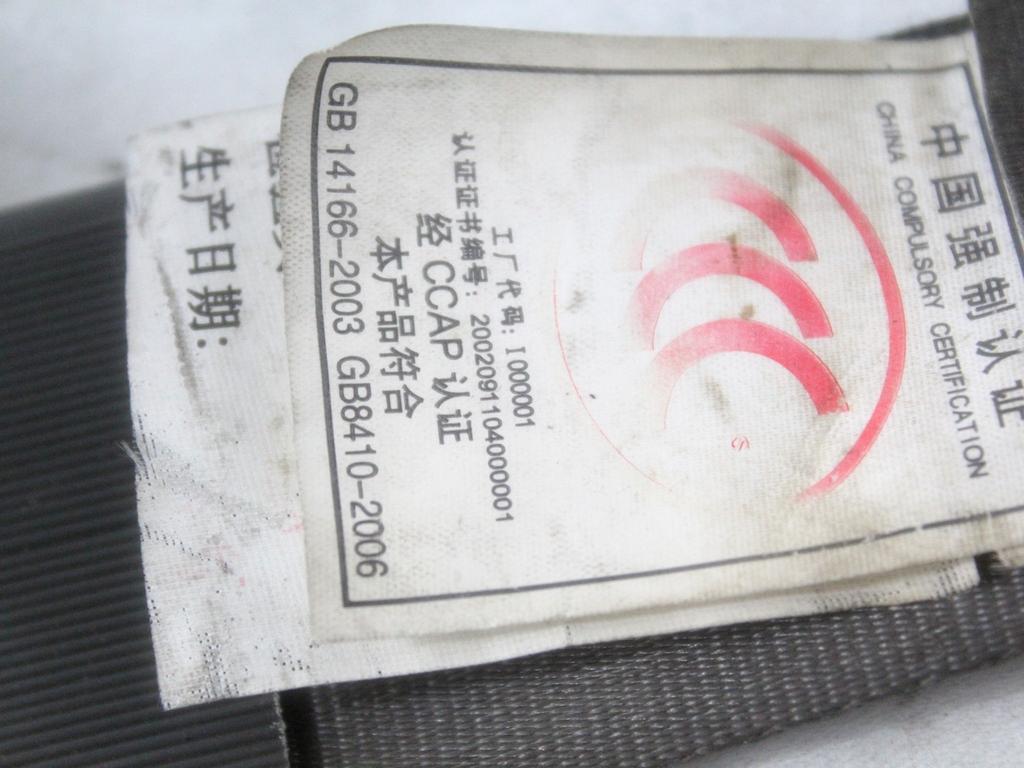 中国强制认证
CHINA COMPULSORY CERTIFICATION
S
工厂代码: I000001
认证证书编号: 2002091104000001
经 CCAP 认证
本产品符合
GB 14166-2003 GB8410-2006
生产日期: